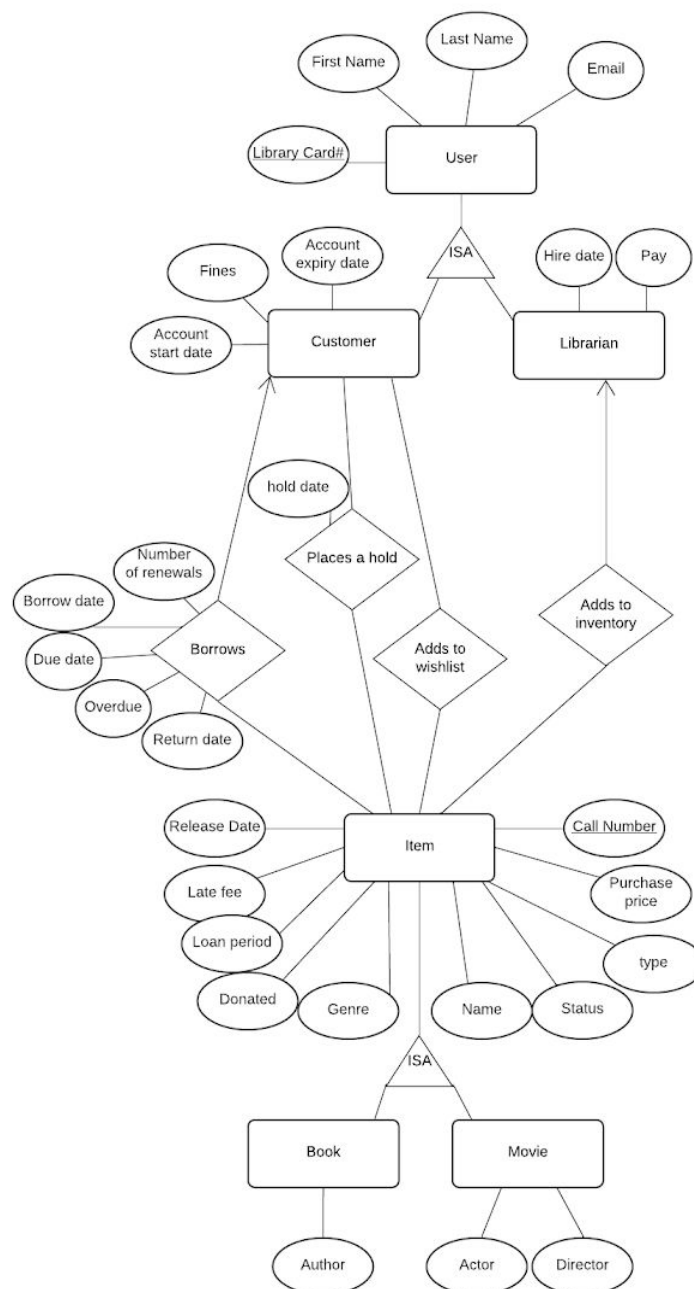 Last Name
First Name
Email
Library Card#
User
ISA
Account
expiry date
Hire date
Pay
Fines
Account
start date
Customer
Librarian
hold date
Number
of renewals
Places a hold
Borrow date
Adds to
inventory
Due date
Borrows
Adds to
wishlist
Overdue
Return date
Release Date
Call Number
Item
Late fee
Purchase
price
Loan period
type
Donated
Genre
Name
Status
ISA
Book
Movie
Author
Actor
Director